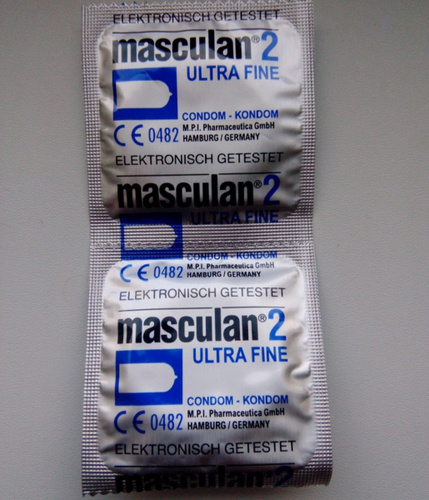 ELEKTRONISCH GETESTET
masculan® 2
ULTRA FINE
CONDOM - KONDOM
CE 0482 M.P.I. Pharmaceutica GmbH
HAMBURG / GERMANY
ELEKTRONISCH GETESTET
masculan® 2
ULTRA FINE
CONDOM - KONDOM
CE 0482 M.P.I. Pharmaceutica GmbH
HAMBURG / GERMANY
ELEKTRONISCH GETESTET
masculan® 2
ULTRA FINE
CONDOM - KONDOM
CE 0482 M.P.I. Pharmaceutica GmbH
HAMBURG / GERMANY
ELEKTRONISCH GETESTET
masculan 2